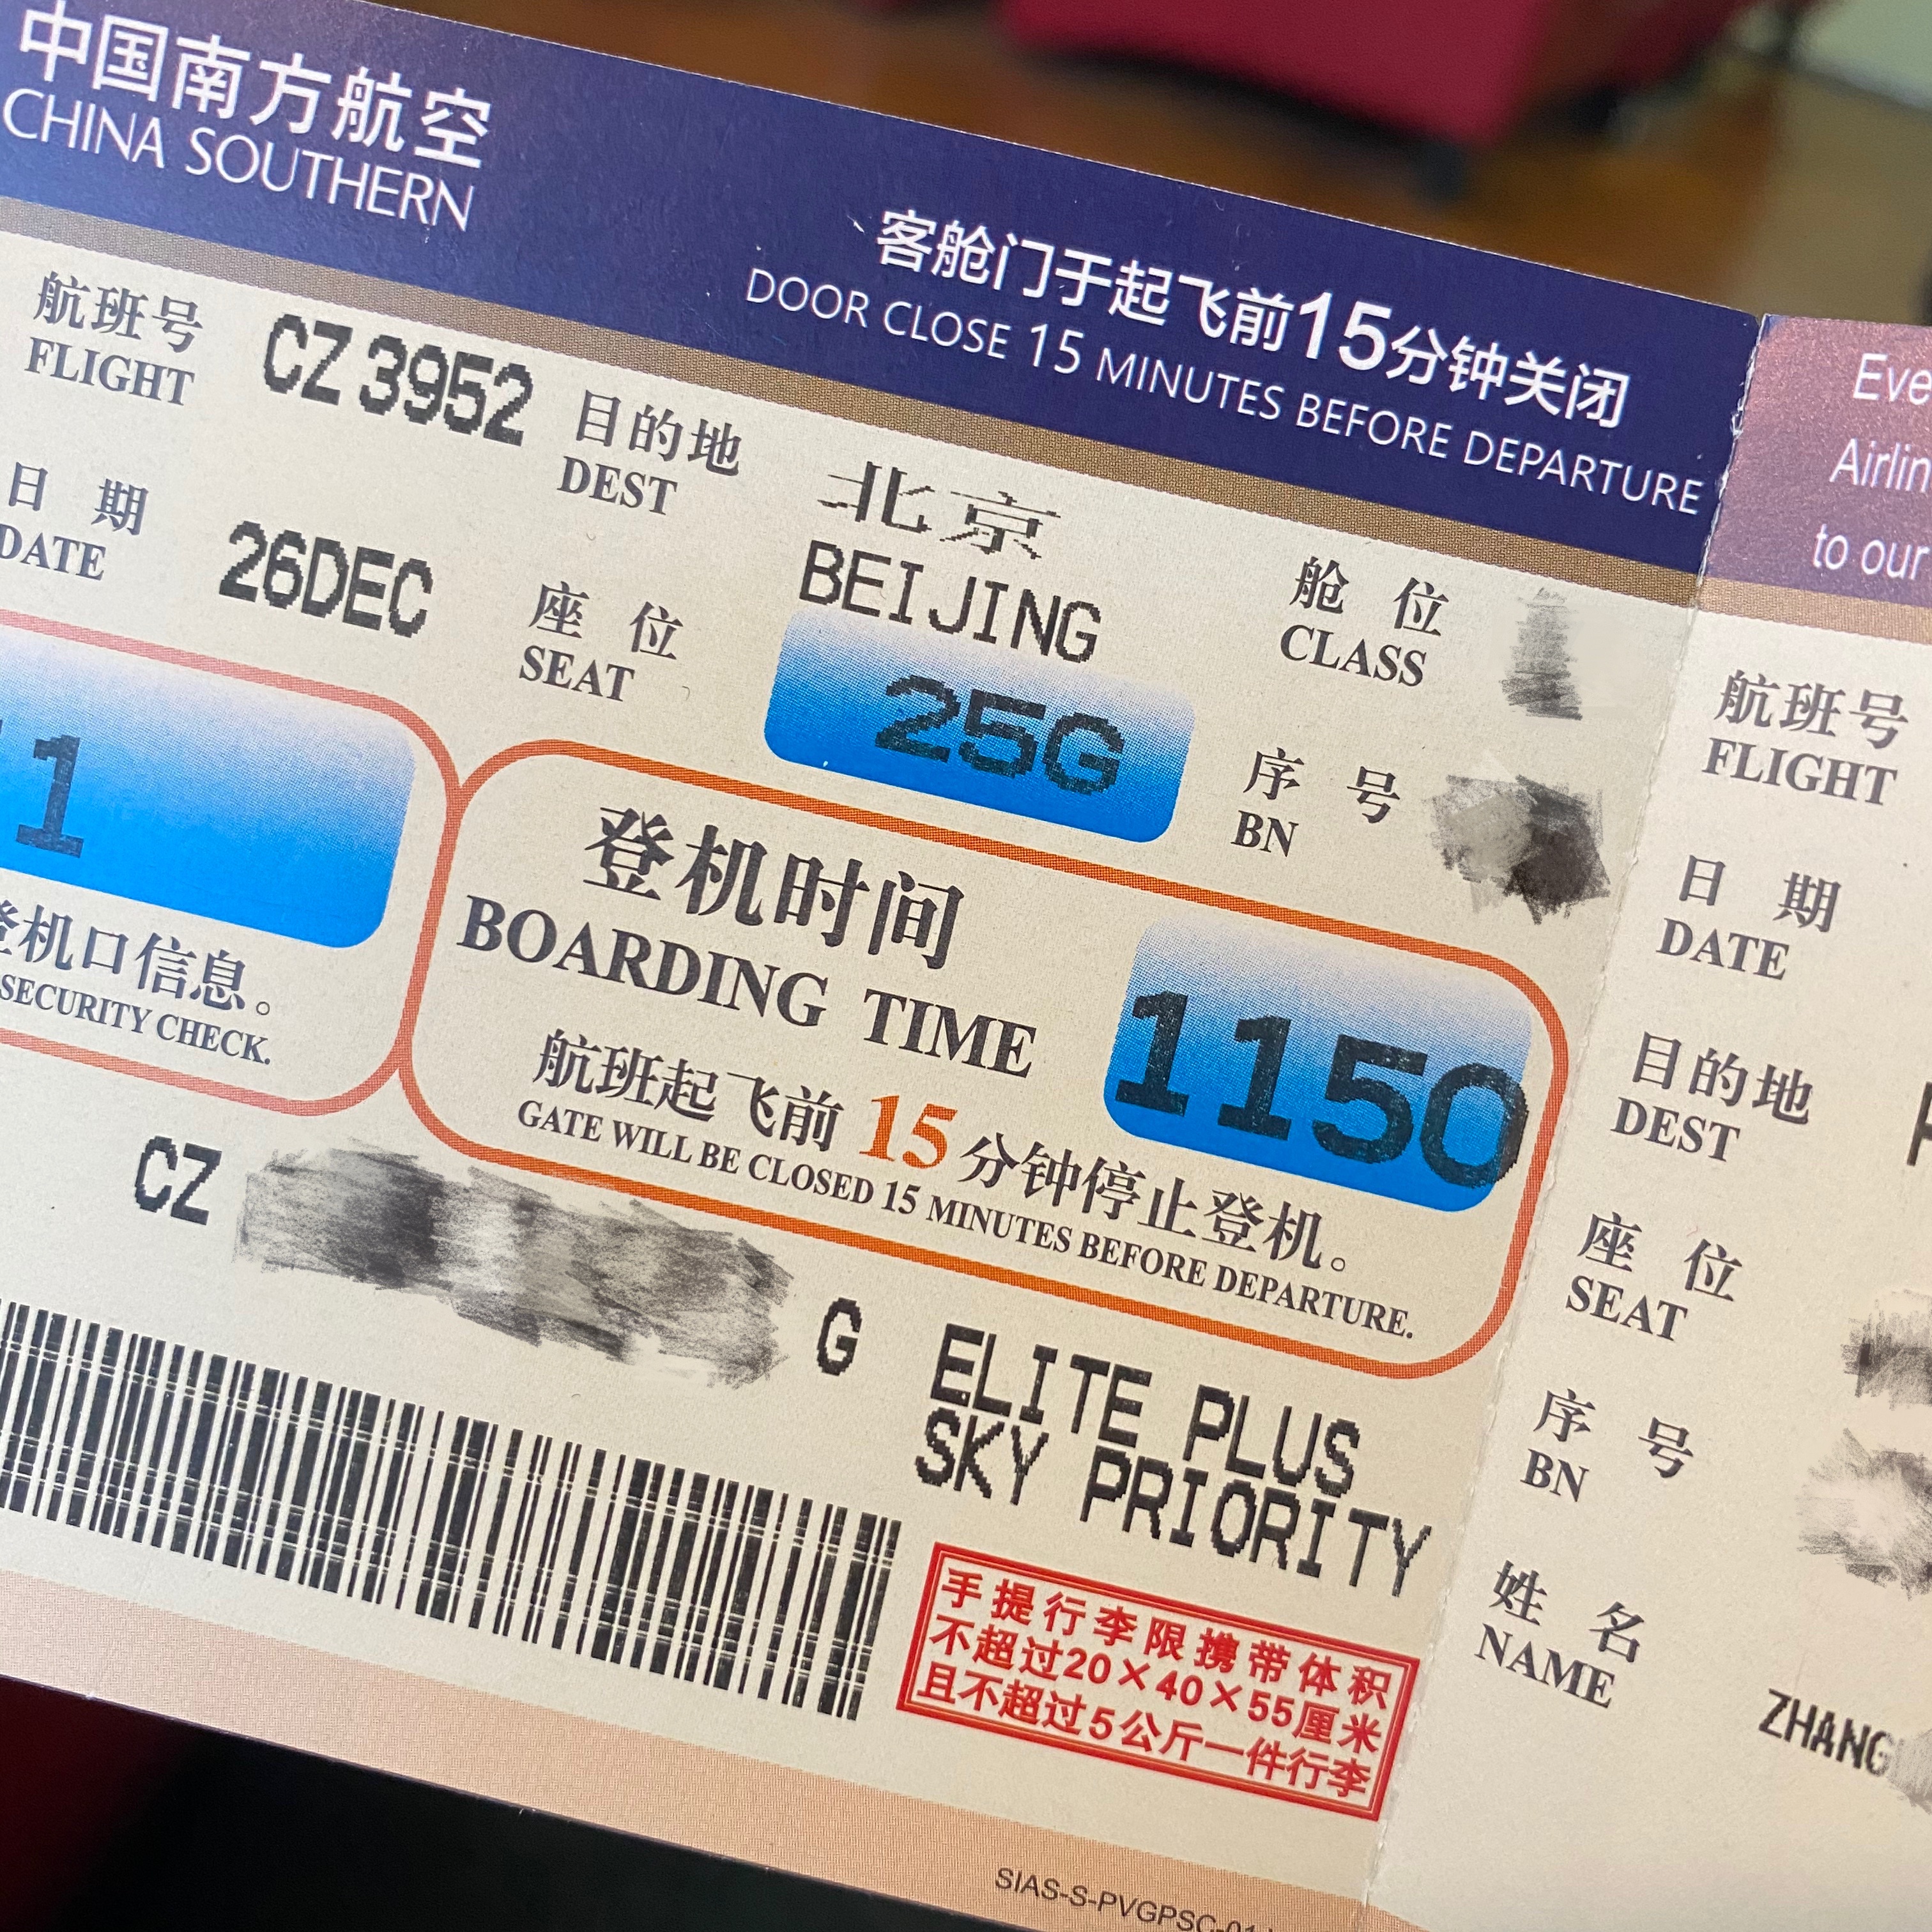 中国南方航空
CHINA SOUTHERN
客舱门于起飞前15分钟关闭
DOOR CLOSE 15 MINUTES BEFORE DEPARTURE
航班号
FLIGHT
CZ3952
目的地
DEST
北京
BEIJING
舱 位
CLASS
日 期
DATE
26DEC
座 位
SEAT
25G
序 号
BN
1
登机口信息。
SECURITY CHECK.
登机时间
BOARDING TIME
1150
航班起飞前 15 分钟停止登机。
GATE WILL BE CLOSED 15 MINUTES BEFORE DEPARTURE.
CZ
G
ELITE PLUS
SKY PRIORITY
手提行李限携带体积
不超过20×40×55厘米
且不超过5公斤一件行李
SIAS-S-PVGPSC-01
to our
航班号
FLIGHT
日 期
DATE
目的地
DEST
座 位
SEAT
序 号
BN
姓 名
NAME
ZHANG